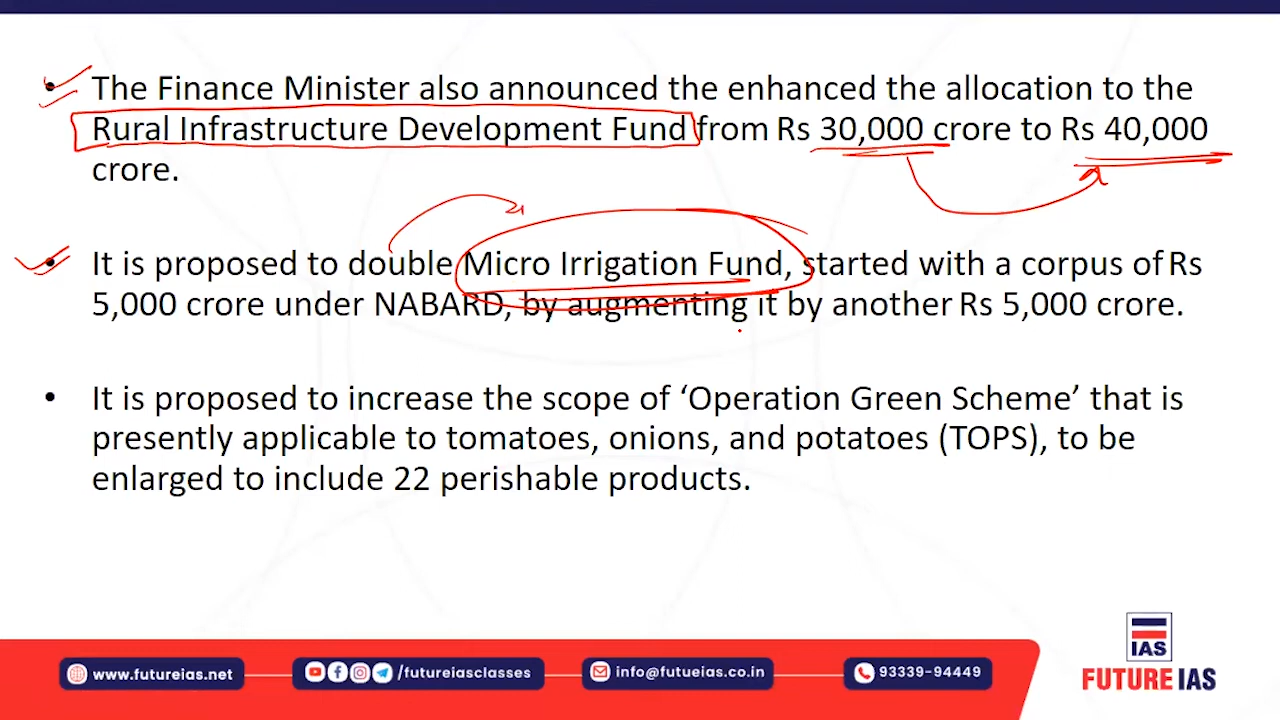 • The Finance Minister also announced the enhanced the allocation to the
Rural Infrastructure Development Fund from Rs 30,000 crore to Rs 40,000
crore.
• It is proposed to double Micro Irrigation Fund, started with a corpus of Rs
5,000 crore under NABARD, by augmenting it by another Rs 5,000 crore.
• It is proposed to increase the scope of ‘Operation Green Scheme’ that is
presently applicable to tomatoes, onions, and potatoes (TOPS), to be
enlarged to include 22 perishable products.
www.futureias.net
/futureiasclasses
info@futueias.co.in
93339-94449
IAS
FUTURE IAS